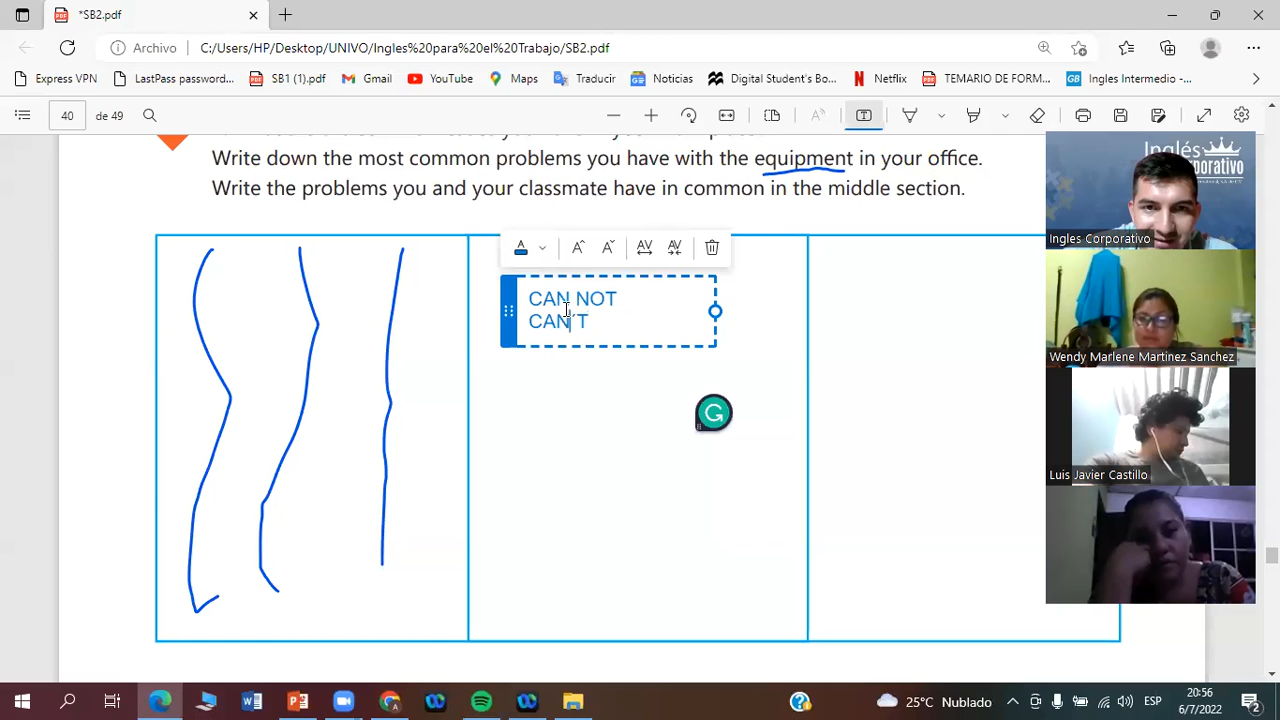 *SB2.pdf
Archivo C:/Users/HP/Desktop/UNIVO/Ingles%20para%20el%20Trabajo/SB2.pdf
Express VPN LastPass password... SB1 (1).pdf Gmail YouTube Maps Traducir Noticias Digital Student's Bo... Netflix TEMARIO DE FORM... Ingles Intermedio -...
40 de 49
Write down the most common problems you have with the equipment in your office.
Write the problems you and your classmate have in common in the middle section.
CAN NOT
CAN´T
Inglés
Ingles Corporativo
Wendy Marlene Martinez Sanchez
Luis Javier Castillo
25°C Nublado ESP 20:56
6/7/2022
2